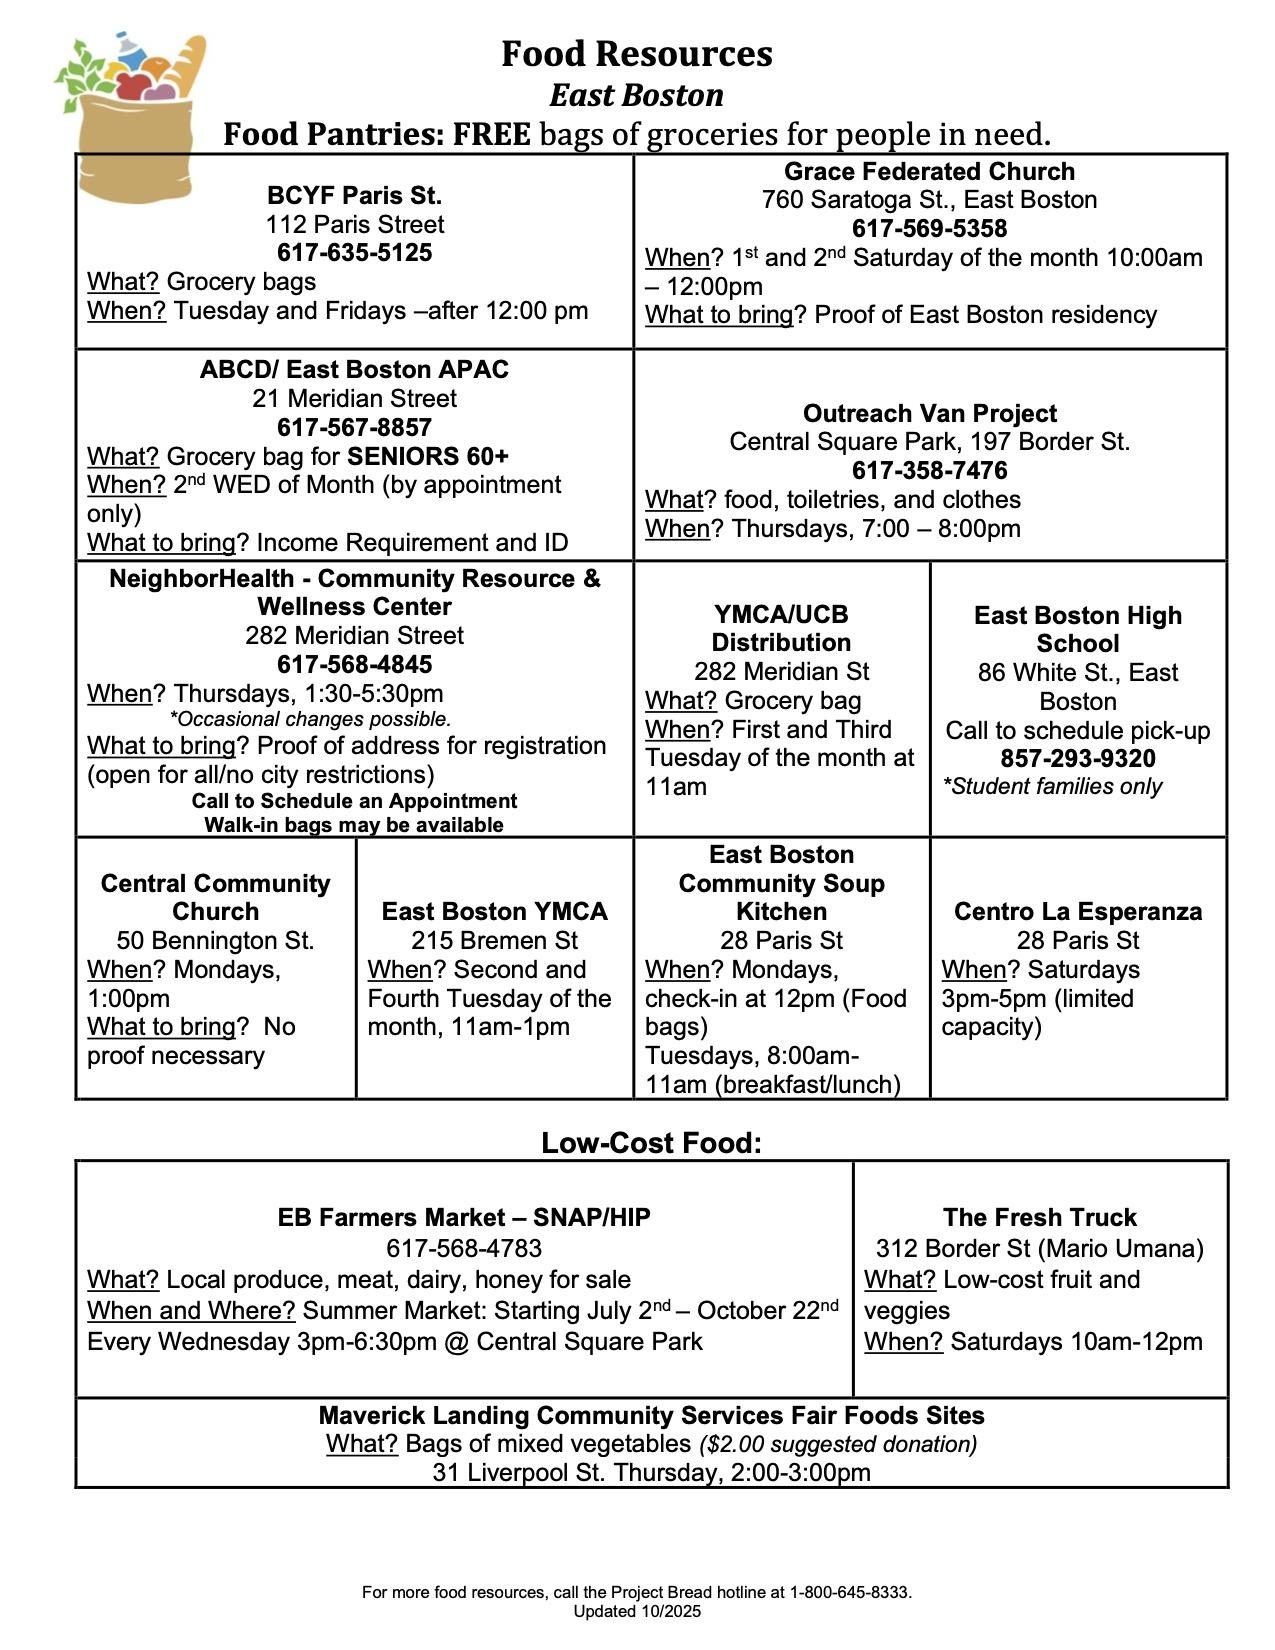 Food Resources
East Boston
Food Pantries: FREE bags of groceries for people in need.
BCYF Paris St.
112 Paris Street
617-635-5125
What? Grocery bags
When? Tuesday and Fridays –after 12:00 pm
Grace Federated Church
760 Saratoga St., East Boston
617-569-5358
When? 1st and 2nd Saturday of the month 10:00am
– 12:00pm
What to bring? Proof of East Boston residency
ABCD/ East Boston APAC
21 Meridian Street
617-567-8857
What? Grocery bag for SENIORS 60+
When? 2nd WED of Month (by appointment
only)
What to bring? Income Requirement and ID
Outreach Van Project
Central Square Park, 197 Border St.
617-358-7476
What? food, toiletries, and clothes
When? Thursdays, 7:00 – 8:00pm
NeighborHealth - Community Resource &
Wellness Center
282 Meridian Street
617-568-4845
When? Thursdays, 1:30-5:30pm
*Occasional changes possible.
What to bring? Proof of address for registration
(open for all/no city restrictions)
Call to Schedule an Appointment
Walk-in bags may be available
YMCA/UCB
Distribution
282 Meridian St
What? Grocery bag
When? First and Third
Tuesday of the month at
11am
East Boston High
School
86 White St., East
Boston
Call to schedule pick-up
857-293-9320
*Student families only
Central Community
Church
50 Bennington St.
When? Mondays,
1:00pm
What to bring?  No
proof necessary
East Boston YMCA
215 Bremen St
When? Second and
Fourth Tuesday of the
month, 11am-1pm
East Boston
Community Soup
Kitchen
28 Paris St
When? Mondays,
check-in at 12pm (Food
bags)
Tuesdays, 8:00am-
11am (breakfast/lunch)
Centro La Esperanza
28 Paris St
When? Saturdays
3pm-5pm (limited
capacity)
Low-Cost Food:
EB Farmers Market – SNAP/HIP
617-568-4783
What? Local produce, meat, dairy, honey for sale
When and Where? Summer Market: Starting July 2nd – October 22nd
Every Wednesday 3pm-6:30pm @ Central Square Park
The Fresh Truck
312 Border St (Mario Umana)
What? Low-cost fruit and
veggies
When? Saturdays 10am-12pm
Maverick Landing Community Services Fair Foods Sites
What? Bags of mixed vegetables ($2.00 suggested donation)
31 Liverpool St. Thursday, 2:00-3:00pm
For more food resources, call the Project Bread hotline at 1-800-645-8333.
Updated 10/2025